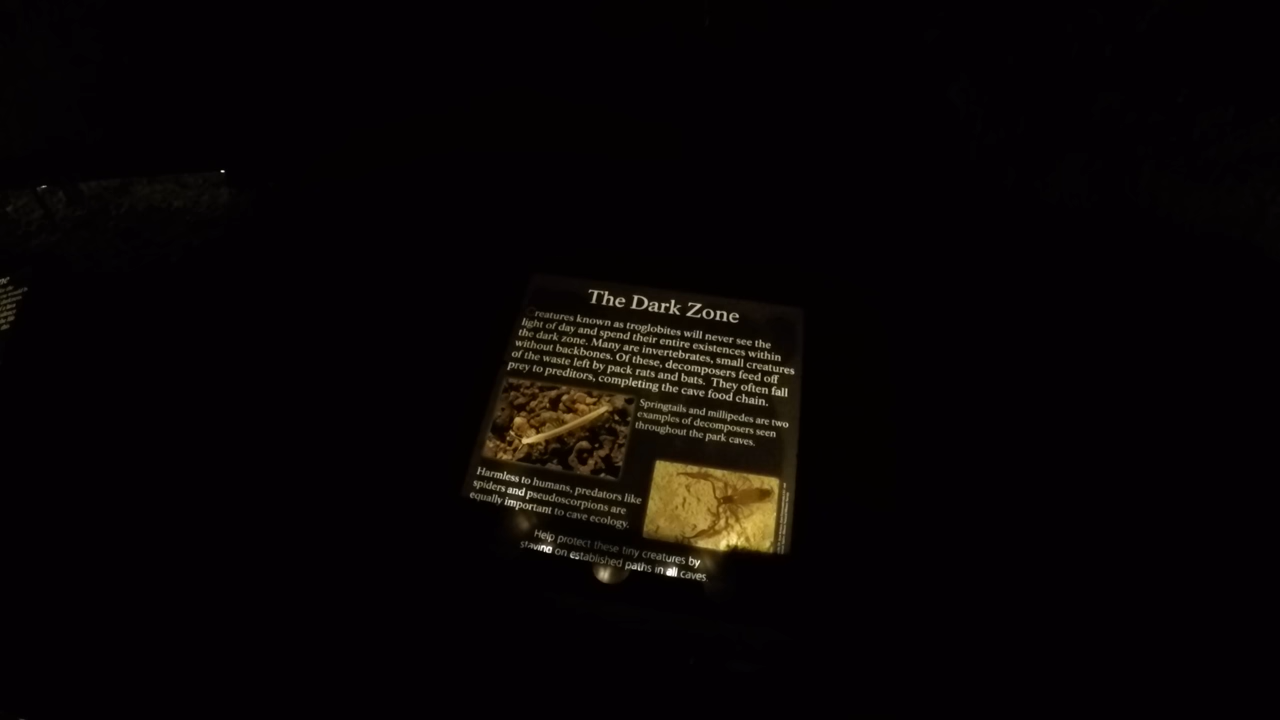 The Dark Zone
Creatures known as troglobites will never see the
light of day and spend their entire existences within
the dark zone. Many are invertebrates, small creatures
without backbones. Of these, decomposers feed off
of the waste left by pack rats and bats. They often fall
prey to preditors, completing the cave food chain.
Springtails and millipedes are two
examples of decomposers seen
throughout the park caves.
Harmless to humans, predators like
spiders and pseudoscorpions are
equally important to cave ecology.
Help protect these tiny creatures by
staying on established paths in all caves.